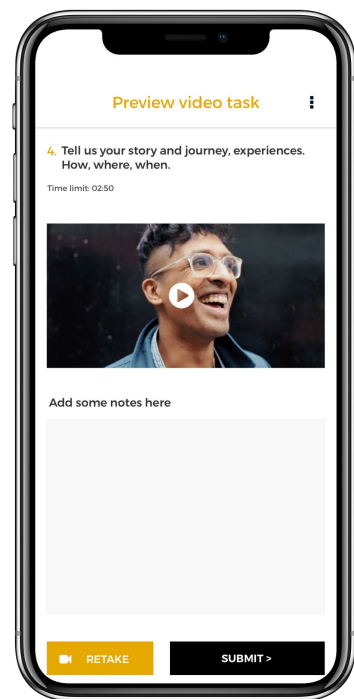 Preview video task
4. Tell us your story and journey, experiences.
How, where, when.
Time limit: 02:50
Add some notes here
RETAKE
SUBMIT >